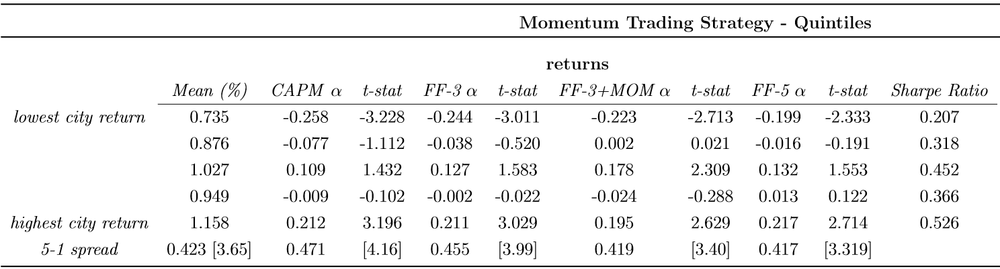 Momentum Trading Strategy - Quintiles
returns
Mean (%) CAPM α t-stat FF-3 α t-stat FF-3+MOM α t-stat FF-5 α t-stat Sharpe Ratio
lowest city return 0.735 -0.258 -3.228 -0.244 -3.011 -0.223 -2.713 -0.199 -2.333 0.207
0.876 -0.077 -1.112 -0.038 -0.520 0.002 0.021 -0.016 -0.191 0.318
1.027 0.109 1.432 0.127 1.583 0.178 2.309 0.132 1.553 0.452
0.949 -0.009 -0.102 -0.002 -0.022 -0.024 -0.288 0.013 0.122 0.366
highest city return 1.158 0.212 3.196 0.211 3.029 0.195 2.629 0.217 2.714 0.526
5-1 spread 0.423 [3.65] 0.471 [4.16] 0.455 [3.99] 0.419 [3.40] 0.417 [3.319]